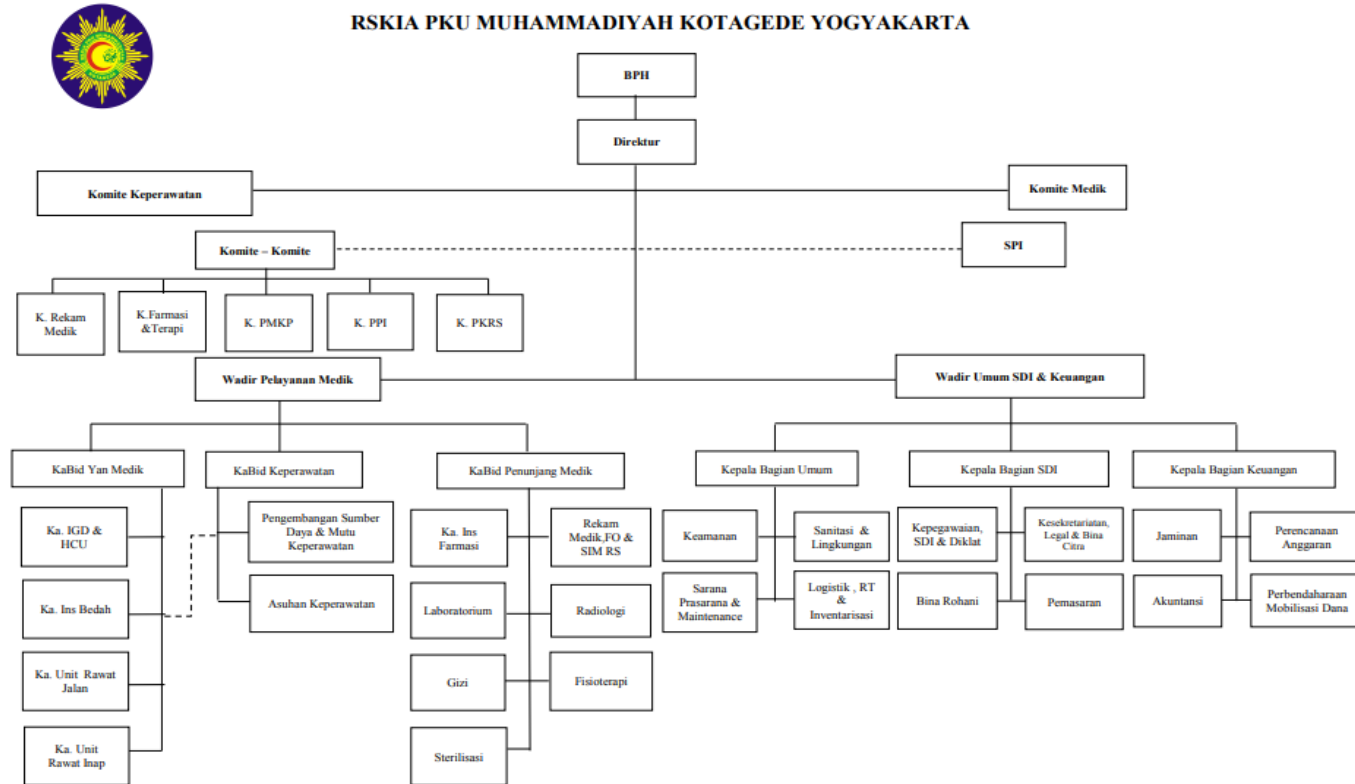 RSKIA PKU MUHAMMADIYAH KOTAGEDE YOGYAKARTA
BPH
Direktur
Komite Keperawatan
Komite Medik
Komite – Komite
SPI
K. Rekam
Medik
K.Farmasi
&Terapi
K. PMKP
K. PPI
K. PKRS
Wadir Pelayanan Medik
Wadir Umum SDI & Keuangan
KaBid Yan Medik
KaBid Keperawatan
KaBid Penunjang Medik
Kepala Bagian Umum
Kepala Bagian SDI
Kepala Bagian Keuangan
Ka. IGD &
HCU
Ka. Ins Bedah
Ka. Unit Rawat
Jalan
Ka. Unit
Rawat Inap
Pengembangan Sumber
Daya & Mutu
Keperawatan
Asuhan Keperawatan
Ka. Ins
Farmasi
Rekam
Medik,FO &
SIM RS
Laboratorium
Radiologi
Gizi
Fisioterapi
Sterilisasi
Keamanan
Sanitasi &
Lingkungan
Sarana
Prasarana &
Maintenance
Logistik , RT
&
Inventarisasi
Kepegawaian,
SDI & Diklat
Kesekretariatan,
Legal & Bina
Citra
Bina Rohani
Pemasaran
Jaminan
Perencanaan
Anggaran
Akuntansi
Perbendaharaan
Mobilisasi Dana